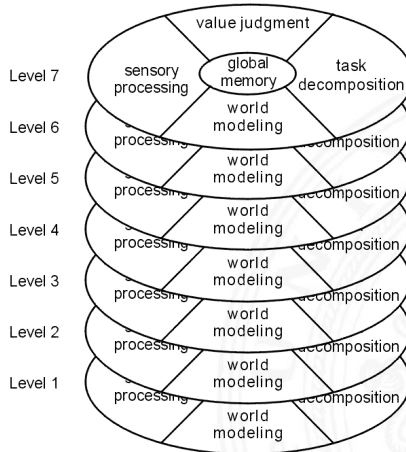 value judgment
Level 7
sensory
processing
global
memory
task
decomposition
world
modeling
Level 6
processing
decomposition
world
modeling
Level 5
processing
decomposition
world
modeling
Level 4
processing
decomposition
world
modeling
Level 3
processing
decomposition
world
modeling
Level 2
processing
decomposition
world
modeling
Level 1
processing
decomposition
world
modeling